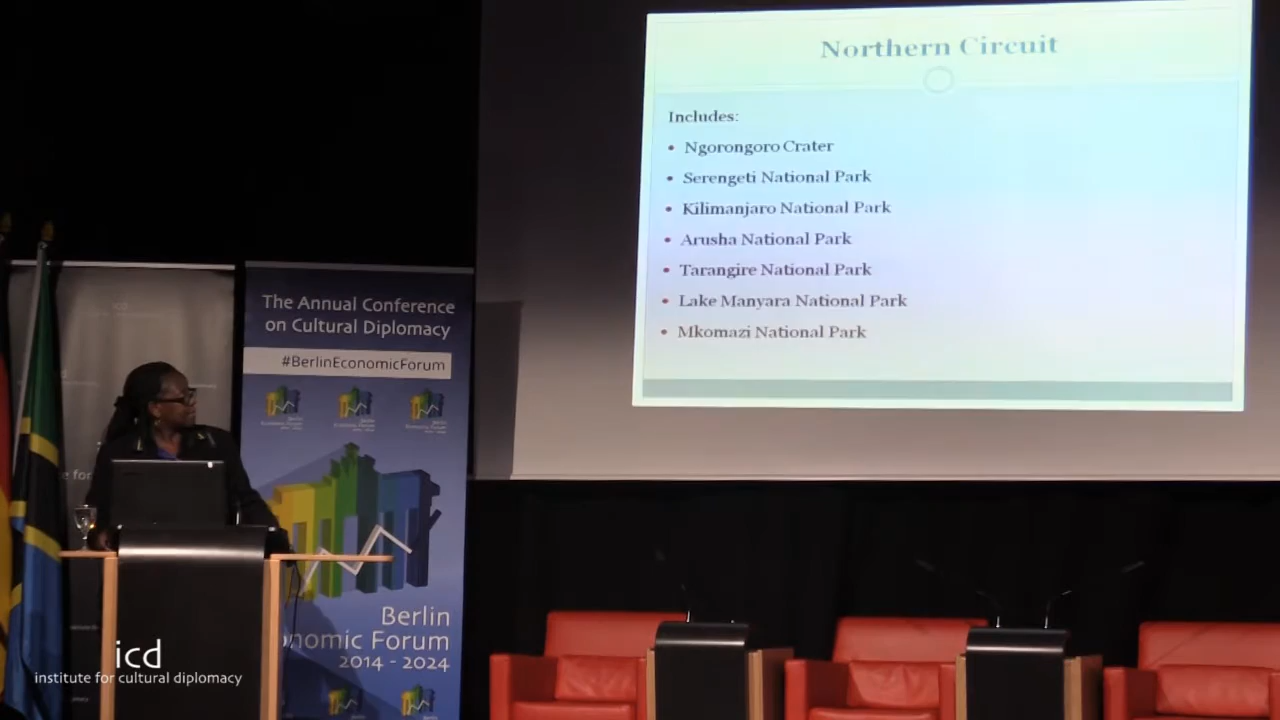 Northern Circuit
Includes:
• Ngorongoro Crater
• Serengeti National Park
• Kilimanjaro National Park
• Arusha National Park
• Tarangire National Park
• Lake Manyara National Park
• Mkomazi National Park
The Annual Conference
on Cultural Diplomacy
#BerlinEconomicForum
Berlin
onomic Forum
2014 - 2024
icd
institute for cultural diplomacy